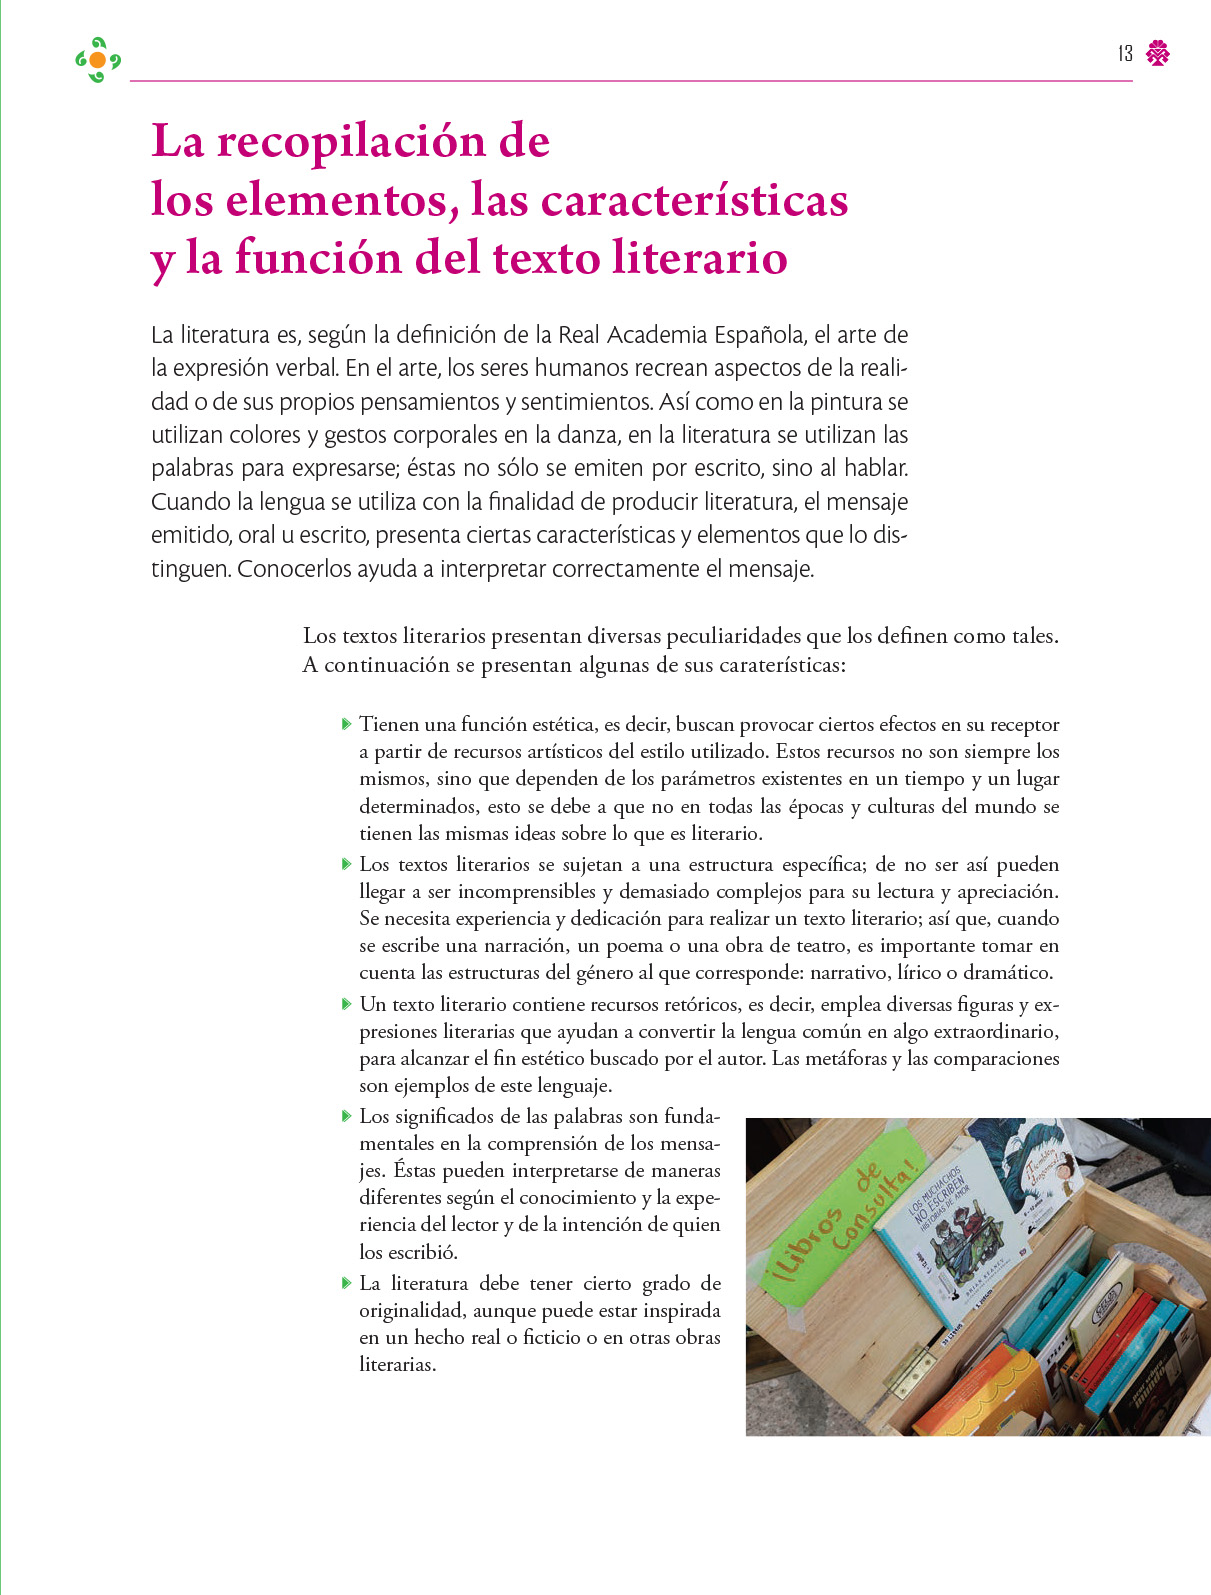 13
La recopilación de
los elementos, las características
y la función del texto literario
La literatura es, según la definición de la Real Academia Española, el arte de
la expresión verbal. En el arte, los seres humanos recrean aspectos de la reali-
dad o de sus propios pensamientos y sentimientos. Así como en la pintura se
utilizan colores y gestos corporales en la danza, en la literatura se utilizan las
palabras para expresarse; éstas no sólo se emiten por escrito, sino al hablar.
Cuando la lengua se utiliza con la finalidad de producir literatura, el mensaje
emitido, oral u escrito, presenta ciertas características y elementos que lo dis-
tinguen. Conocerlos ayuda a interpretar correctamente el mensaje.
Los textos literarios presentan diversas peculiaridades que los definen como tales.
A continuación se presentan algunas de sus caraterísticas:
Tienen una función estética, es decir, buscan provocar ciertos efectos en su receptor
a partir de recursos artísticos del estilo utilizado. Estos recursos no son siempre los
mismos, sino que dependen de los parámetros existentes en un tiempo y un lugar
determinados, esto se debe a que no en todas las épocas y culturas del mundo se
tienen las mismas ideas sobre lo que es literario.
Los textos literarios se sujetan a una estructura específica; de no ser así pueden
llegar a ser incomprensibles y demasiado complejos para su lectura y apreciación.
Se necesita experiencia y dedicación para realizar un texto literario; así que, cuando
se escribe una narración, un poema o una obra de teatro, es importante tomar en
cuenta las estructuras del género al que corresponde: narrativo, lírico o dramático.
Un texto literario contiene recursos retóricos, es decir, emplea diversas figuras y ex-
presiones literarias que ayudan a convertir la lengua común en algo extraordinario,
para alcanzar el fin estético buscado por el autor. Las metáforas y las comparaciones
son ejemplos de este lenguaje.
Los significados de las palabras son funda-
mentales en la comprensión de los mensa-
jes. Éstas pueden interpretarse de maneras
diferentes según el conocimiento y la expe-
riencia del lector y de la intención de quien
los escribió.
La literatura debe tener cierto grado de
originalidad, aunque puede estar inspirada
en un hecho real o ficticio o en otras obras
literarias.
¡Libros de
Consulta!
LOS MUCHACHOS
NO ESCRIBEN
HISTORIAS DE AMOR
BRIAN KEANEY
¡También
dragones!
mundo